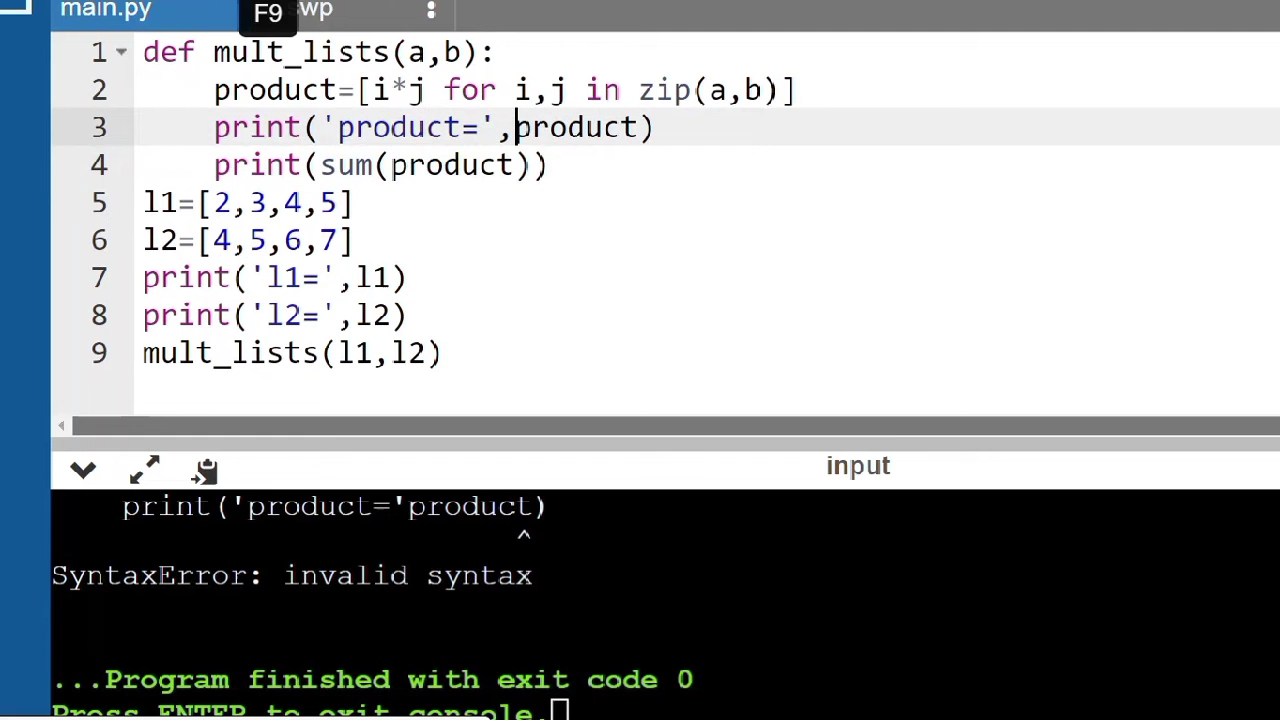 main.py
F9
swp
1 def mult_lists(a,b):
2 product=[i*j for i,j in zip(a,b)]
3 print('product=',product)
4 print(sum(product))
5 l1=[2,3,4,5]
6 l2=[4,5,6,7]
7 print('l1=',l1)
8 print('l2=',l2)
9 mult_lists(l1,l2)
input
print('product='product)
^
SyntaxError: invalid syntax
...Program finished with exit code 0
Press ENTER to exit console.